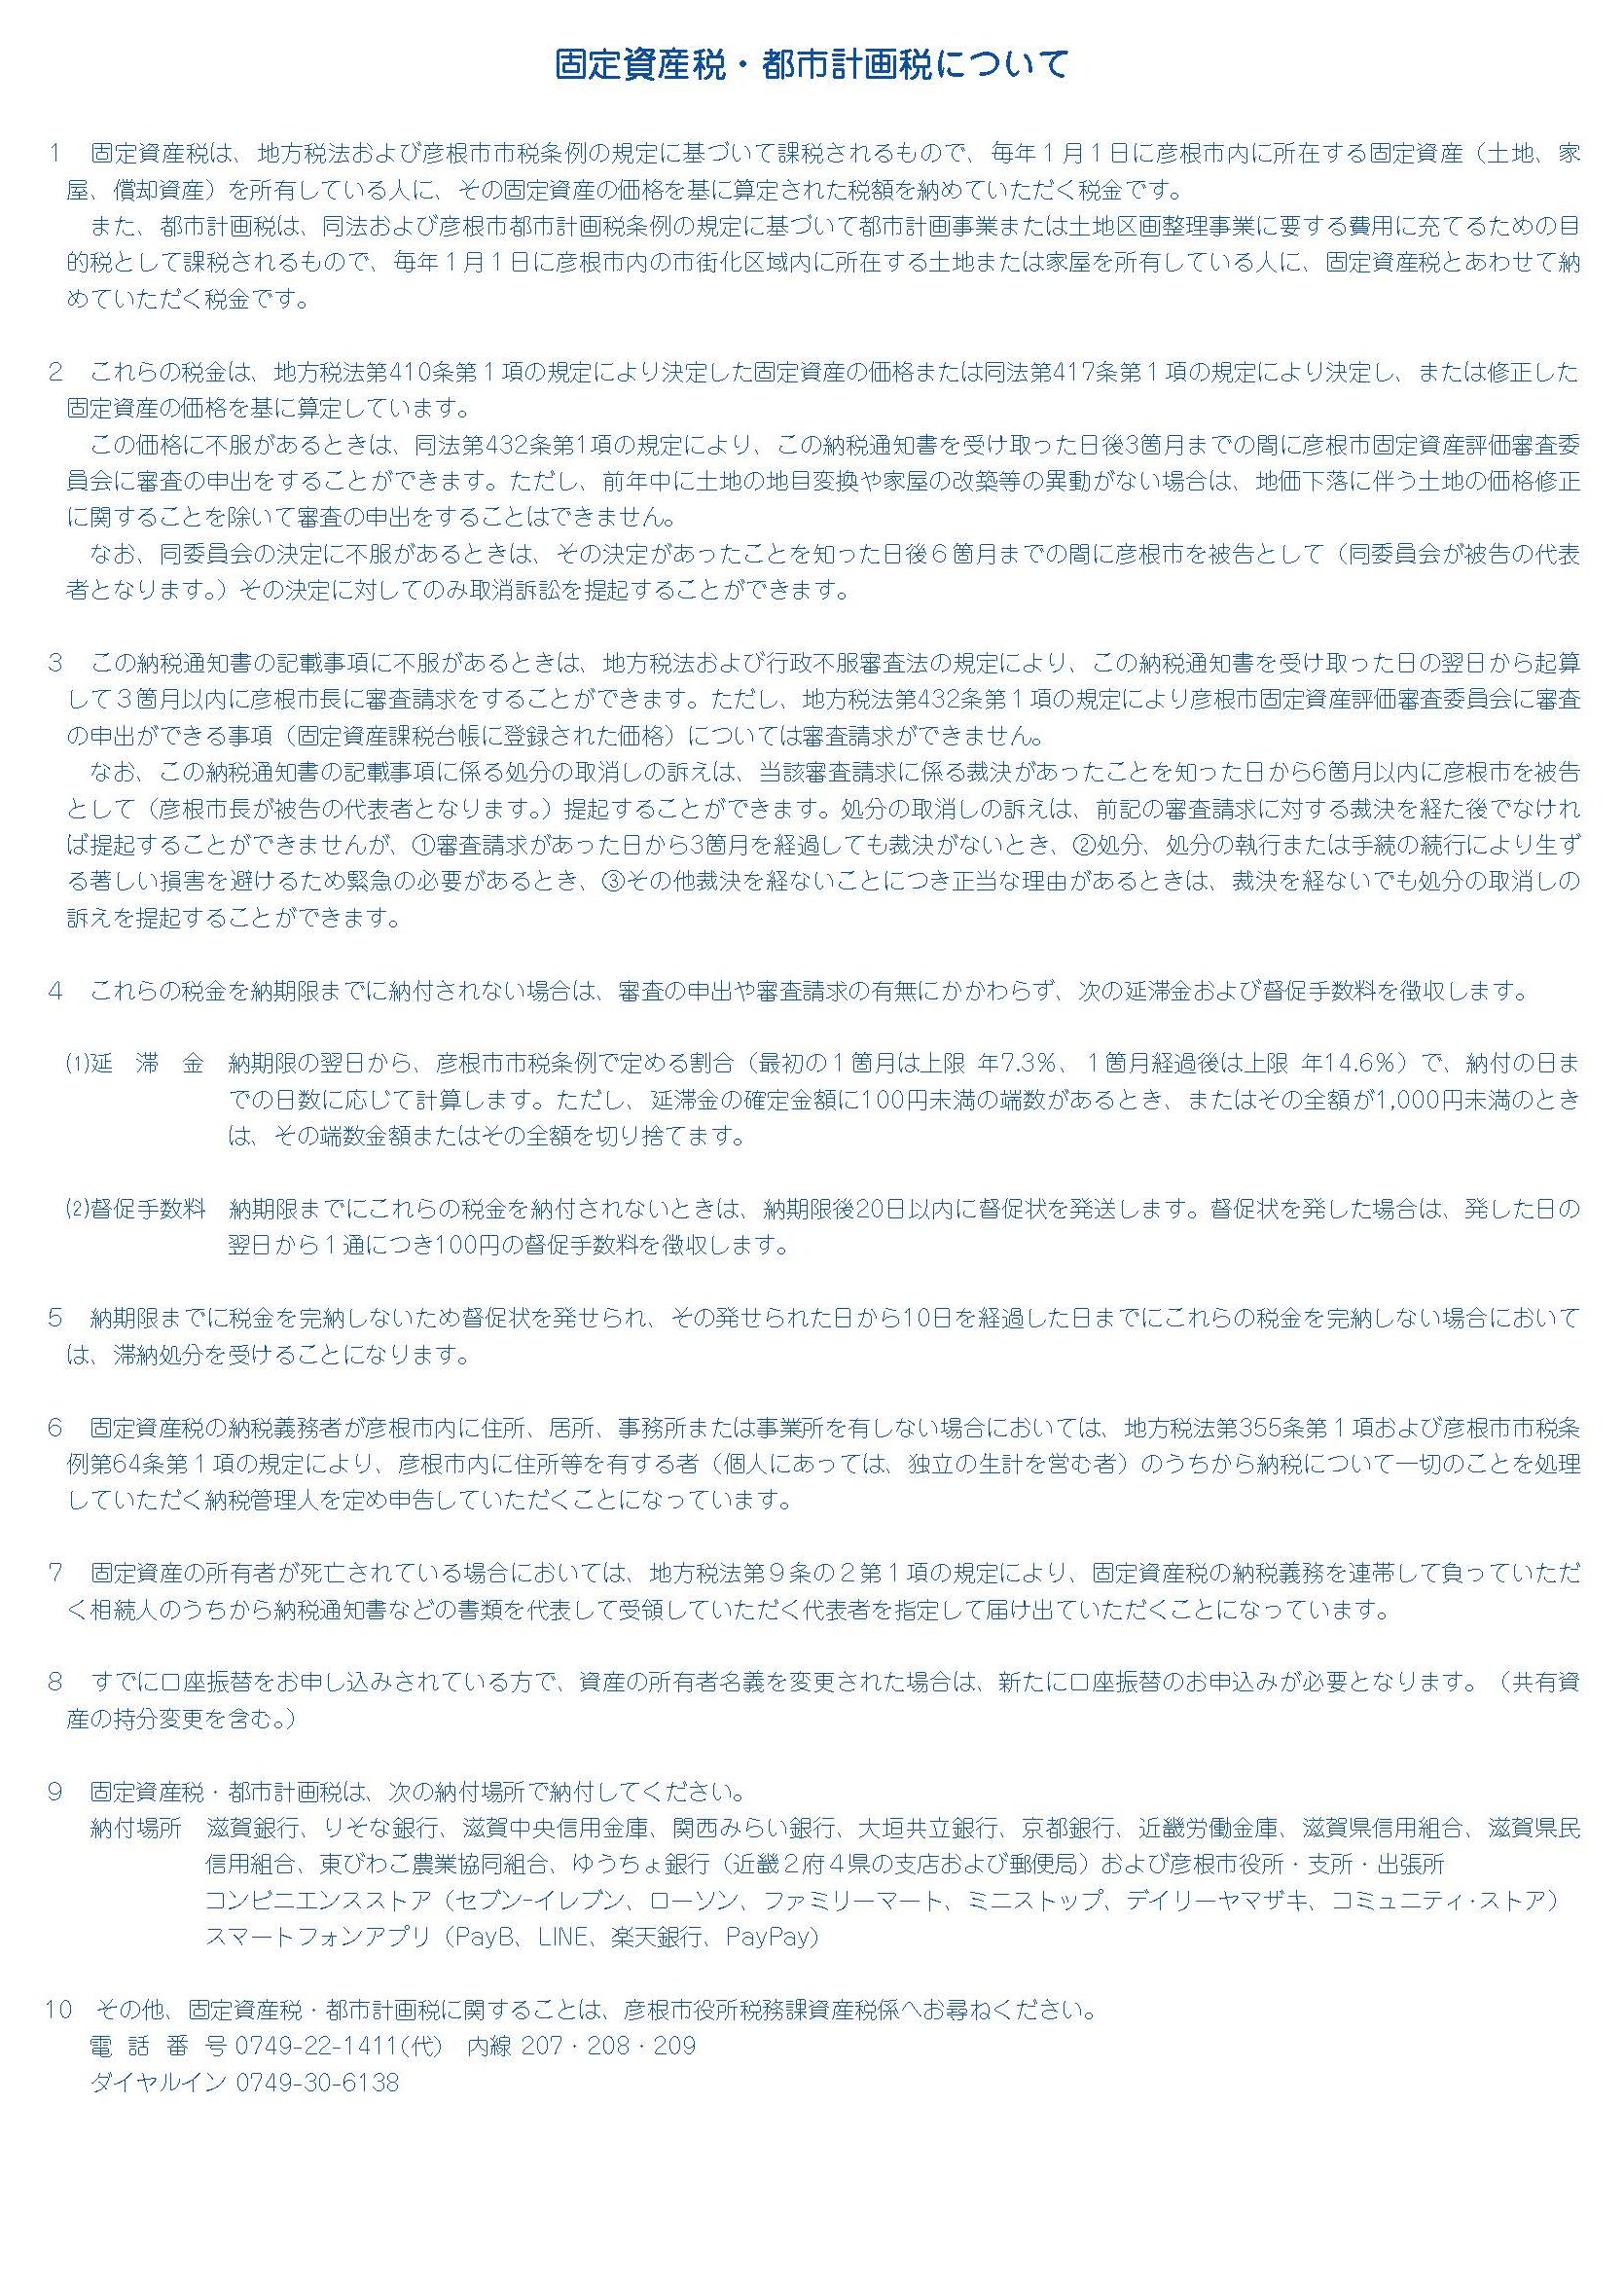 固定資産税・都市計画税について
1　固定資産税は、地方税法および彦根市市税条例の規定に基づいて課税されるもので、毎年１月１日に彦根市内に所在する固定資産（土地、家
屋、償却資産）を所有している人に、その固定資産の価格を基に算定された税額を納めていただく税金です。
また、都市計画税は、同法および彦根市都市計画税条例の規定に基づいて都市計画事業または土地区画整理事業に要する費用に充てるための目
的税として課税されるもので、毎年１月１日に彦根市内の市街化区域内に所在する土地または家屋を所有している人に、固定資産税とあわせて納
めていただく税金です。
2　これらの税金は、地方税法第410条第１項の規定により決定した固定資産の価格または同法第417条第１項の規定により決定し、または修正した
固定資産の価格を基に算定しています。
この価格に不服があるときは、同法第432条第1項の規定により、この納税通知書を受け取った日後3箇月までの間に彦根市固定資産評価審査委
員会に審査の申出をすることができます。ただし、前年中に土地の地目変換や家屋の改築等の異動がない場合は、地価下落に伴う土地の価格修正
に関することを除いて審査の申出をすることはできません。
なお、同委員会の決定に不服があるときは、その決定があったことを知った日後６箇月までの間に彦根市を被告として（同委員会が被告の代表
者となります。）その決定に対してのみ取消訴訟を提起することができます。
3　この納税通知書の記載事項に不服があるときは、地方税法および行政不服審査法の規定により、この納税通知書を受け取った日の翌日から起算
して３箇月以内に彦根市長に審査請求をすることができます。ただし、地方税法第432条第１項の規定により彦根市固定資産評価審査委員会に審査
の申出ができる事項（固定資産課税台帳に登録された価格）については審査請求ができません。
なお、この納税通知書の記載事項に係る処分の取消しの訴えは、当該審査請求に係る裁決があったことを知った日から6箇月以内に彦根市を被告
として（彦根市長が被告の代表者となります。）提起することができます。処分の取消しの訴えは、前記の審査請求に対する裁決を経た後でなけれ
ば提起することができませんが、①審査請求があった日から3箇月を経過しても裁決がないとき、②処分、処分の執行または手続の続行により生ず
る著しい損害を避けるため緊急の必要があるとき、③その他裁決を経ないことにつき正当な理由があるときは、裁決を経ないでも処分の取消しの
訴えを提起することができます。
4　これらの税金を納期限までに納付されない場合は、審査の申出や審査請求の有無にかかわらず、次の延滞金および督促手数料を徴収します。
⑴延　滞　金　納期限の翌日から、彦根市市税条例で定める割合（最初の１箇月は上限 年7.3％、１箇月経過後は上限 年14.6％）で、納付の日ま
での日数に応じて計算します。ただし、延滞金の確定金額に100円未満の端数があるとき、またはその全額が1,000円未満のとき
は、その端数金額またはその全額を切り捨てます。
⑵督促手数料　納期限までにこれらの税金を納付されないときは、納期限後20日以内に督促状を発送します。督促状を発した場合は、発した日の
翌日から１通につき100円の督促手数料を徴収します。
5　納期限までに税金を完納しないため督促状を発せられ、その発せられた日から10日を経過した日までにこれらの税金を完納しない場合において
は、滞納処分を受けることになります。
6　固定資産税の納税義務者が彦根市内に住所、居所、事務所または事業所を有しない場合においては、地方税法第355条第１項および彦根市市税条
例第64条第１項の規定により、彦根市内に住所等を有する者（個人にあっては、独立の生計を営む者）のうちから納税について一切のことを処理
していただく納税管理人を定め申告していただくことになっています。
7　固定資産の所有者が死亡されている場合においては、地方税法第９条の２第１項の規定により、固定資産税の納税義務を連帯して負っていただ
く相続人のうちから納税通知書などの書類を代表して受領していただく代表者を指定して届け出ていただくことになっています。
8　すでに口座振替をお申し込みされている方で、資産の所有者名義を変更された場合は、新たに口座振替のお申込みが必要となります。（共有資
産の持分変更を含む。）
9　固定資産税・都市計画税は、次の納付場所で納付してください。
納付場所　滋賀銀行、りそな銀行、滋賀中央信用金庫、関西みらい銀行、大垣共立銀行、京都銀行、近畿労働金庫、滋賀県信用組合、滋賀県民
信用組合、東びわこ農業協同組合、ゆうちょ銀行（近畿２府４県の支店および郵便局）および彦根市役所・支所・出張所
コンビニエンスストア（セブン-イレブン、ローソン、ファミリーマート、ミニストップ、デイリーヤマザキ、コミュニティ・ストア）
スマートフォンアプリ（PayB、LINE、楽天銀行、PayPay）
10　その他、固定資産税・都市計画税に関することは、彦根市役所税務課資産税係へお尋ねください。
電 話 番 号 0749-22-1411(代)　内線 207・208・209
ダイヤルイン 0749-30-6138